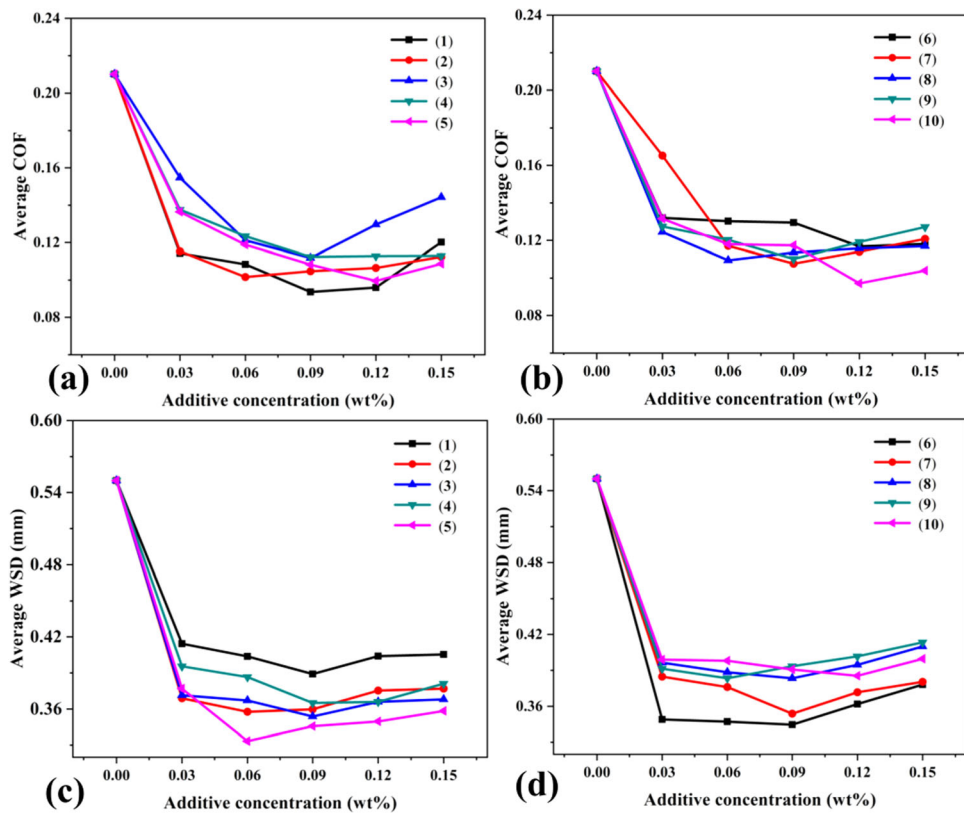 0.24
0.20
0.16
0.12
0.08
Average COF
(1)
(2)
(3)
(4)
(5)
0.00 0.03 0.06 0.09 0.12 0.15
(a)
Additive concentration (wt%)
0.24
0.20
0.16
0.12
0.08
Average COF
(6)
(7)
(8)
(9)
(10)
0.00 0.03 0.06 0.09 0.12 0.15
(b)
Additive concentration (wt%)
0.60
0.54
0.48
0.42
0.36
Average WSD (mm)
(1)
(2)
(3)
(4)
(5)
0.00 0.03 0.06 0.09 0.12 0.15
(c)
Additive concentration (wt%)
0.60
0.54
0.48
0.42
0.36
Average WSD (mm)
(6)
(7)
(8)
(9)
(10)
0.00 0.03 0.06 0.09 0.12 0.15
(d)
Additive concentration (wt%)